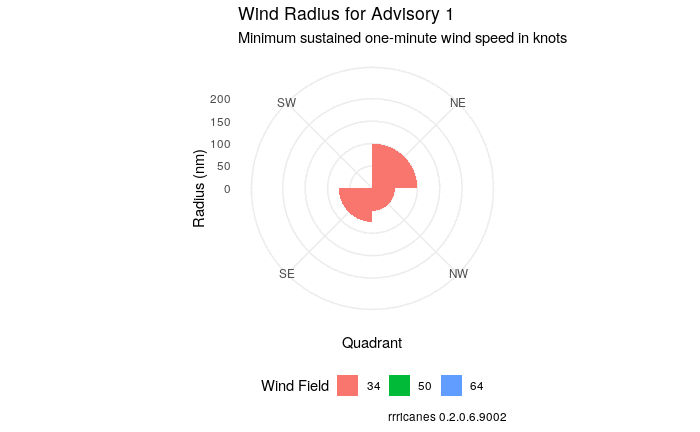 Wind Radius for Advisory 1
Minimum sustained one-minute wind speed in knots
SW
NE
200
150
100
50
0
Radius (nm)
SE
NW
Quadrant
Wind Field 34 50 64
rrricanes 0.2.0.6.9002